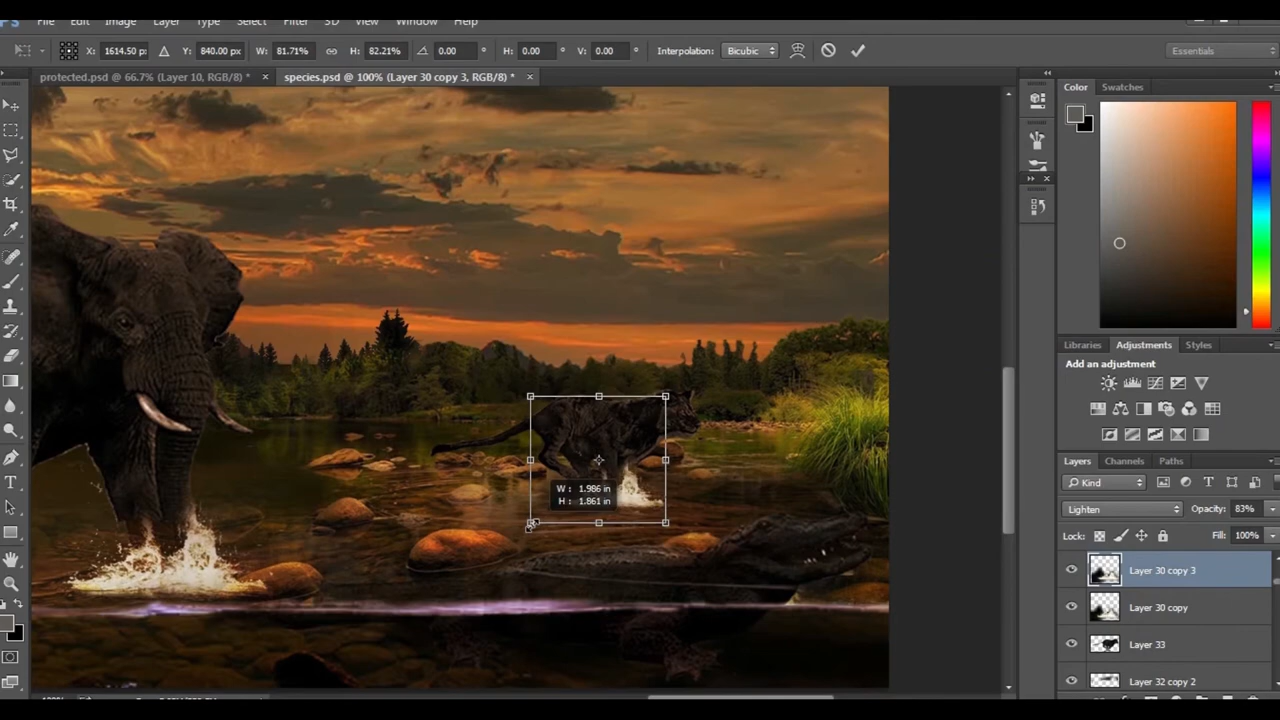 PS File Edit Image Layer Type Select Filter 3D View Window Help
X: 1614.50 p: Y: 840.00 px W: 81.71% H: 82.21% 0.00 ° H: 0.00 ° V: 0.00 ° Interpolation: Bicubic Essentials
protected.psd @ 66.7% (Layer 10, RGB/8) * × species.psd @ 100% (Layer 30 copy 3, RGB/8) * ×
Color Swatches
Libraries Adjustments Styles
Add an adjustment
Layers Channels Paths
Kind
W : 1.986 in
H : 1.861 in
Lighten Opacity: 83%
Lock: Fill: 100%
Layer 30 copy 3
Layer 30 copy
Layer 33
Layer 32 copy 2